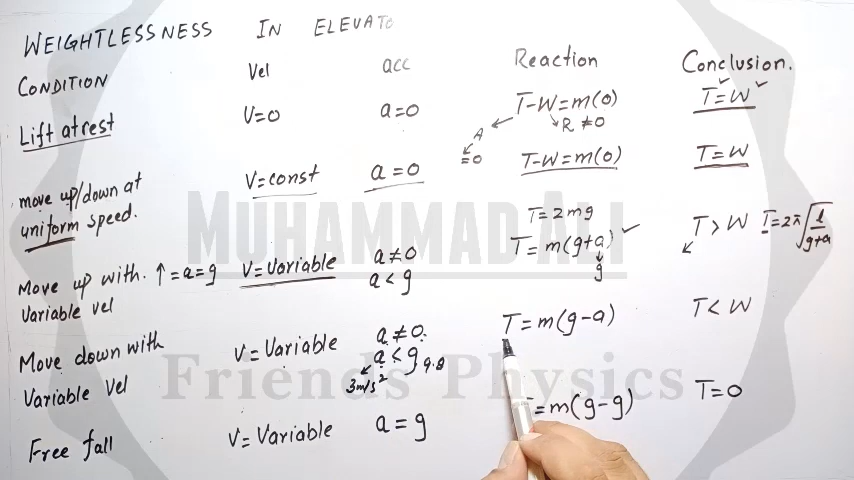 WEIGHTLESSNESS IN ELEVATO
CONDITION Vel acc Reaction Conclusion.
Lift at rest V=0 a=0 T-W=m(0) T=W
A R≠0
=0
move up/down at uniform speed. V=const a=0 T-W=m(0) T=W
T=2mg
Move up with ↑=a=g Variable vel V=Variable a≠0 a<g T=m(g+a) T>W T=2π√(l/g+a)
g
Move down with Variable Vel V=Variable a≠0 a<g 9.8 T=m(g-a) T<W
3m/s²
Free fall V=Variable a=g =m(g-g) T=0
MUHAMMAD ALI
Friends Physics